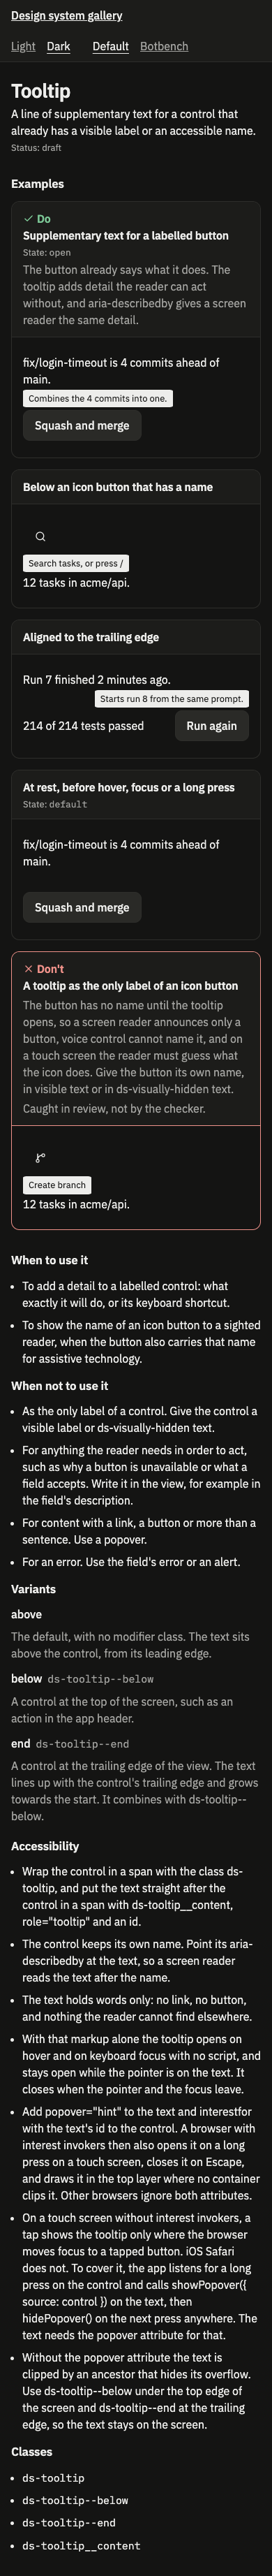 Design system gallery
Light Dark Default Botbench
Tooltip
A line of supplementary text for a control that
already has a visible label or an accessible name.
Status: draft
Examples
Do
Supplementary text for a labelled button
State: open
The button already says what it does. The
tooltip adds detail the reader can act
without, and aria-describedby gives a screen
reader the same detail.
fix/login-timeout is 4 commits ahead of
main.
Combines the 4 commits into one.
Squash and merge
Below an icon button that has a name
Search tasks, or press /
12 tasks in acme/api.
Aligned to the trailing edge
Run 7 finished 2 minutes ago.
Starts run 8 from the same prompt.
214 of 214 tests passed Run again
At rest, before hover, focus or a long press
State: default
fix/login-timeout is 4 commits ahead of
main.
Squash and merge
Don't
A tooltip as the only label of an icon button
The button has no name until the tooltip
opens, so a screen reader announces only a
button, voice control cannot name it, and on
a touch screen the reader must guess what
the icon does. Give the button its own name,
in visible text or in ds-visually-hidden text.
Caught in review, not by the checker.
Create branch
12 tasks in acme/api.
When to use it
• To add a detail to a labelled control: what
exactly it will do, or its keyboard shortcut.
• To show the name of an icon button to a sighted
reader, when the button also carries that name
for assistive technology.
When not to use it
• As the only label of a control. Give the control a
visible label or ds-visually-hidden text.
• For anything the reader needs in order to act,
such as why a button is unavailable or what a
field accepts. Write it in the view, for example in
the field's description.
• For content with a link, a button or more than a
sentence. Use a popover.
• For an error. Use the field's error or an alert.
Variants
above
The default, with no modifier class. The text sits
above the control, from its leading edge.
below ds-tooltip--below
A control at the top of the screen, such as an
action in the app header.
end ds-tooltip--end
A control at the trailing edge of the view. The text
lines up with the control's trailing edge and grows
towards the start. It combines with ds-tooltip--
below.
Accessibility
• Wrap the control in a span with the class ds-
tooltip, and put the text straight after the
control in a span with ds-tooltip__content,
role="tooltip" and an id.
• The control keeps its own name. Point its aria-
describedby at the text, so a screen reader
reads the text after the name.
• The text holds words only: no link, no button,
and nothing the reader cannot find elsewhere.
• With that markup alone the tooltip opens on
hover and on keyboard focus with no script, and
stays open while the pointer is on the text. It
closes when the pointer and the focus leave.
• Add popover="hint" to the text and interestfor
with the text's id to the control. A browser with
interest invokers then also opens it on a long
press on a touch screen, closes it on Escape,
and draws it in the top layer where no container
clips it. Other browsers ignore both attributes.
• On a touch screen without interest invokers, a
tap shows the tooltip only where the browser
moves focus to a tapped button. iOS Safari
does not. To cover it, the app listens for a long
press on the control and calls showPopover({
source: control }) on the text, then
hidePopover() on the next press anywhere. The
text needs the popover attribute for that.
• Without the popover attribute the text is
clipped by an ancestor that hides its overflow.
Use ds-tooltip--below under the top edge of
the screen and ds-tooltip--end at the trailing
edge, so the text stays on the screen.
Classes
• ds-tooltip
• ds-tooltip--below
• ds-tooltip--end
• ds-tooltip__content